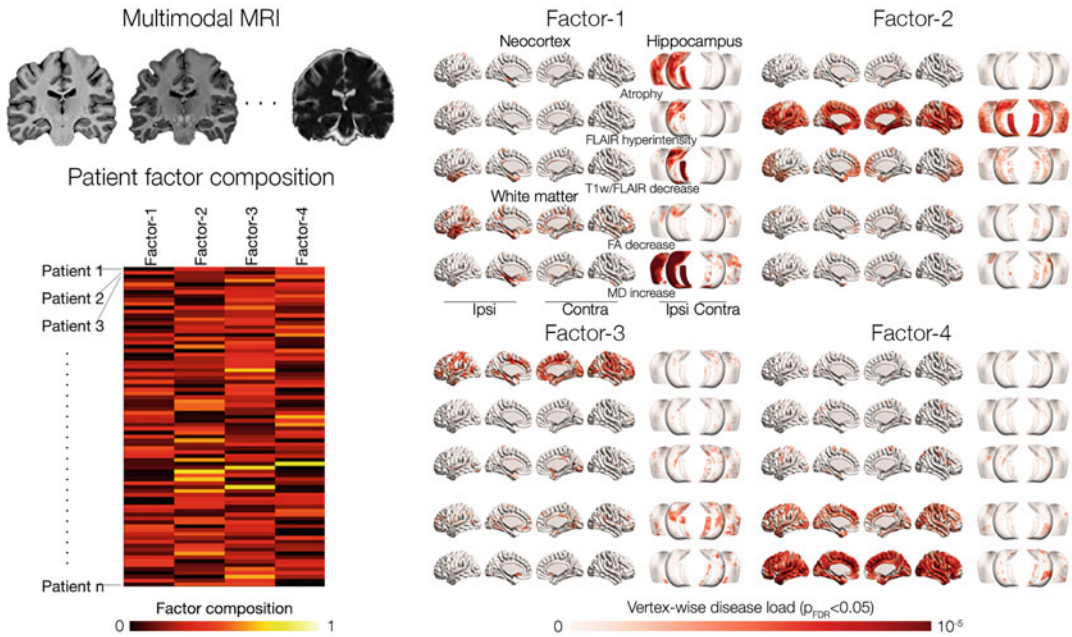 Multimodal MRI
. . .
Patient factor composition
Factor-1
Factor-2
Factor-3
Factor-4
Patient 1
Patient 2
Patient 3
Patient n
Factor composition
0
1
Factor-1
Factor-2
Neocortex
Hippocampus
Atrophy
FLAIR hyperintensity
T1w/FLAIR decrease
White matter
FA decrease
MD increase
Ipsi
Contra
Ipsi Contra
Factor-3
Factor-4
Vertex-wise disease load (pFDR<0.05)
0
10-5